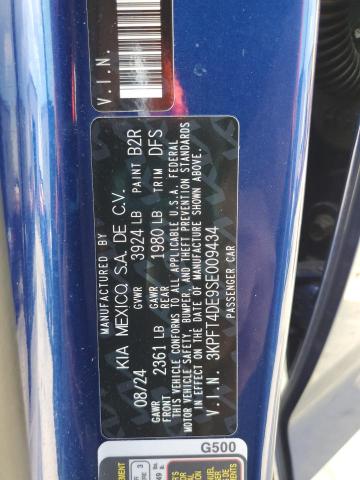 V.I.N.
MANUFACTURED BY
KIA MEXICO, S.A. DE C.V.
08/24 GVWR 3924 LB PAINT B2R
GAWR FRONT 2361 LB GAWR REAR 1980 LB TRIM DFS
THIS VEHICLE CONFORMS TO ALL APPLICABLE U.S.A. FEDERAL
MOTOR VEHICLE SAFETY, BUMPER, AND THEFT PREVENTION STANDARDS
IN EFFECT ON THE DATE OF MANUFACTURE SHOWN ABOVE.
V.I.N. 3KPFT4DE9SE009434
PASSENGER CAR
G500